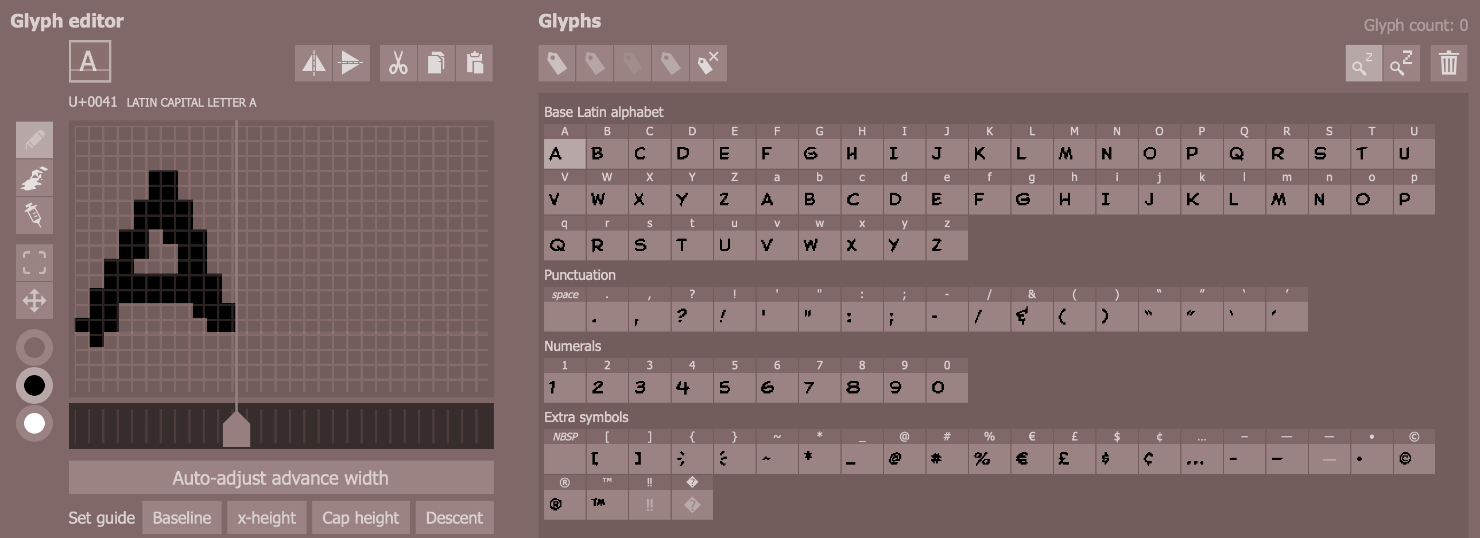 Glyph editor
A
U+0041 LATIN CAPITAL LETTER A
Auto-adjust advance width
Set guide Baseline x-height Cap height Descent
Glyphs
Glyph count: 0
Base Latin alphabet
A B C D E F G H I J K L M N O P Q R S T U
A B C D E F G H I J K L M N O P Q R S T U
V W X Y Z a b c d e f g h i j k l m n o p
V W X Y Z A B C D E F G H I J K L M N O P
q r s t u v w x y z
Q R S T U V W X Y Z
Punctuation
space . , ? ! ' " : ; - / & ( ) “ ” ‘ ’
. , ? ! ' " : ; - / & ( ) “ ” ‘ ’
Numerals
1 2 3 4 5 6 7 8 9 0
1 2 3 4 5 6 7 8 9 0
Extra symbols
NBSP [ ] { } ~ * _ @ # % € £ $ ¢ … – — — • ©
[ ] { } ~ * _ @ # % € £ $ ¢ … – — — • ©
® ™ ‼ �
® ™ ‼ �